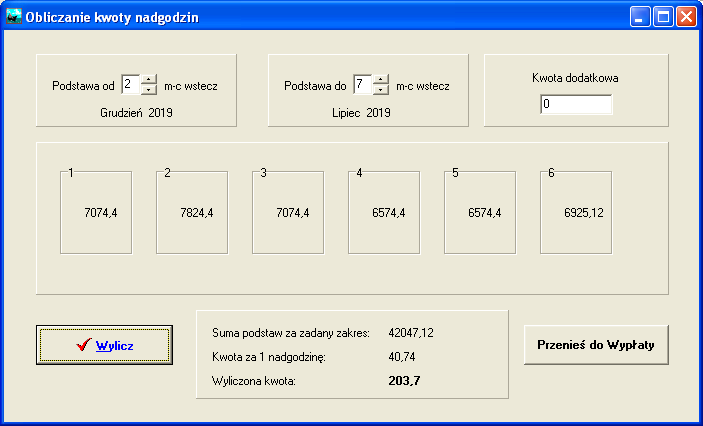 Obliczanie kwoty nadgodzin
Podstawa od 2 m-c wstecz
Grudzień 2019
Podstawa do 7 m-c wstecz
Lipiec 2019
Kwota dodatkowa
0
1 2 3 4 5 6
7074,4 7824,4 7074,4 6574,4 6574,4 6925,12
Wylicz
Suma podstaw za zadany zakres: 42047,12
Kwota za 1 nadgodzinę: 40,74
Wyliczona kwota: 203,7
Przenieś do Wypłaty